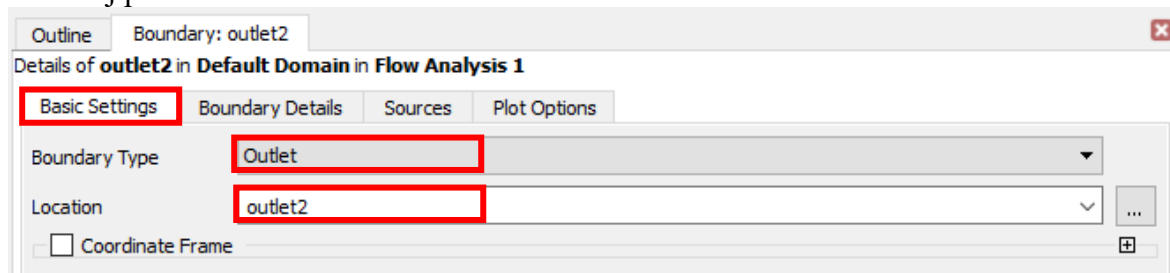 Outline Boundary: outlet2
Details of outlet2 in Default Domain in Flow Analysis 1
Basic Settings Boundary Details Sources Plot Options
Boundary Type Outlet
Location outlet2 ...
Coordinate Frame